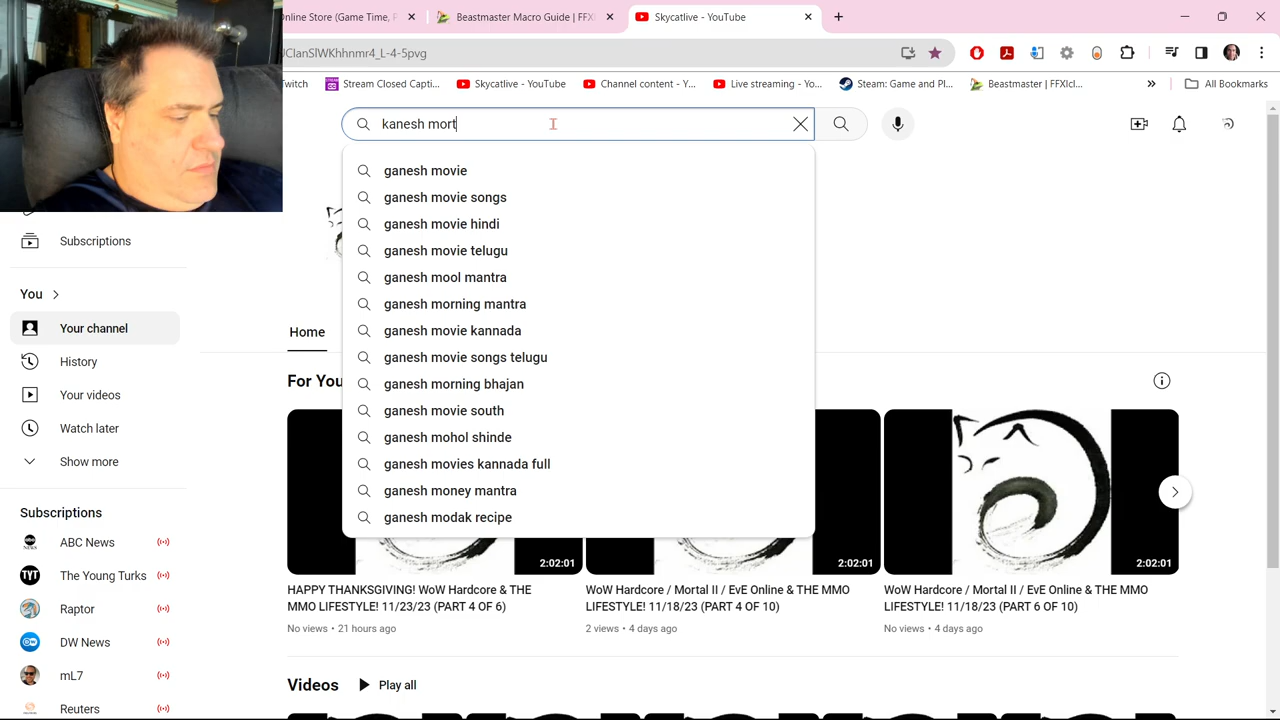 Online Store (Game Time, P
Beastmaster Macro Guide | FFX
Skycatlive - YouTube
JCIanSIWKhhnmr4_L-4-5pvg
Twitch
Steam Closed Capti...
Skycatlive - YouTube
Channel content - Y...
Live streaming - Yo...
Steam: Game and Pl...
Beastmaster | FFXIcl...
All Bookmarks
kanesh mort
ganesh movie
ganesh movie songs
ganesh movie hindi
ganesh movie telugu
ganesh mool mantra
ganesh morning mantra
ganesh movie kannada
ganesh movie songs telugu
ganesh morning bhajan
ganesh movie south
ganesh mohol shinde
ganesh movies kannada full
ganesh money mantra
ganesh modak recipe
Subscriptions
You
Your channel
History
Your videos
Watch later
Show more
Subscriptions
ABC News
TYT The Young Turks
Raptor
DW News
mL7
Reuters
Home
For You
2:02:01
2:02:01
2:02:01
HAPPY THANKSGIVING! WoW Hardcore & THE
MMO LIFESTYLE! 11/23/23 (PART 4 OF 6)
No views • 21 hours ago
WoW Hardcore / Mortal II / EvE Online & THE MMO
LIFESTYLE! 11/18/23 (PART 4 OF 10)
2 views • 4 days ago
WoW Hardcore / Mortal II / EvE Online & THE MMO
LIFESTYLE! 11/18/23 (PART 6 OF 10)
No views • 4 days ago
Videos
Play all